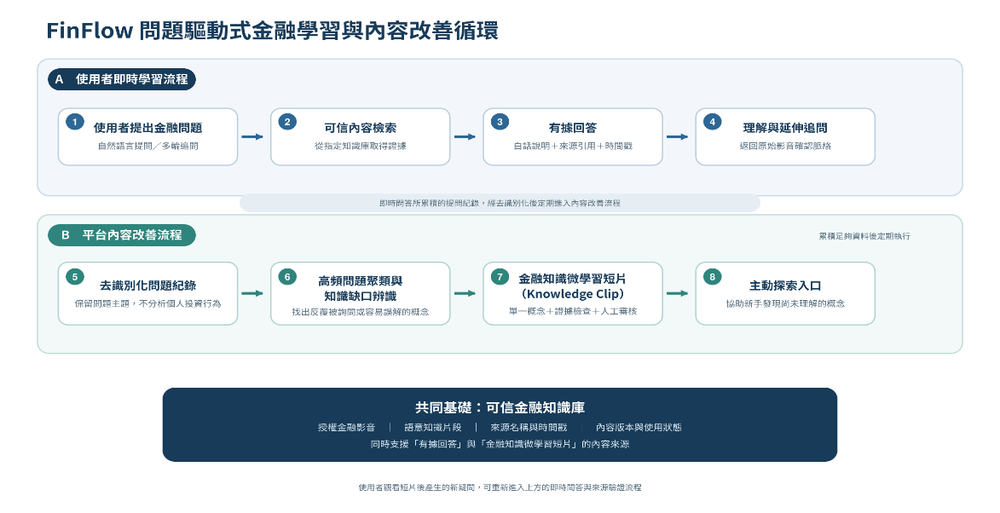 FinFlow 問題驅動式金融學習與內容改善循環
A 使用者即時學習流程
1 使用者提出金融問題
自然語言提問／多輪追問
2 可信內容檢索
從指定知識庫取得證據
3 有據回答
白話說明＋來源引用＋時間戳
4 理解與延伸追問
返回原始影音確認脈絡
即時問答所累積的提問紀錄，經去識別化後定期進入內容改善流程
B 平台內容改善流程
累積足夠資料後定期執行
5 去識別化問題紀錄
保留問題主題，不分析個人投資行為
6 高頻問題聚類與
知識缺口辨識
找出反覆被詢問或容易誤解的概念
7 金融知識微學習短片
（Knowledge Clip）
單一概念＋證據檢查＋人工審核
8 主動探索入口
協助新手發現尚未理解的概念
共同基礎：可信金融知識庫
授權金融影音 ｜ 語意知識片段 ｜ 來源名稱與時間戳 ｜ 內容版本與使用狀態
同時支援「有據回答」與「金融知識微學習短片」的內容來源
使用者觀看短片後產生的新疑問，可重新進入上方的即時問答與來源驗證流程